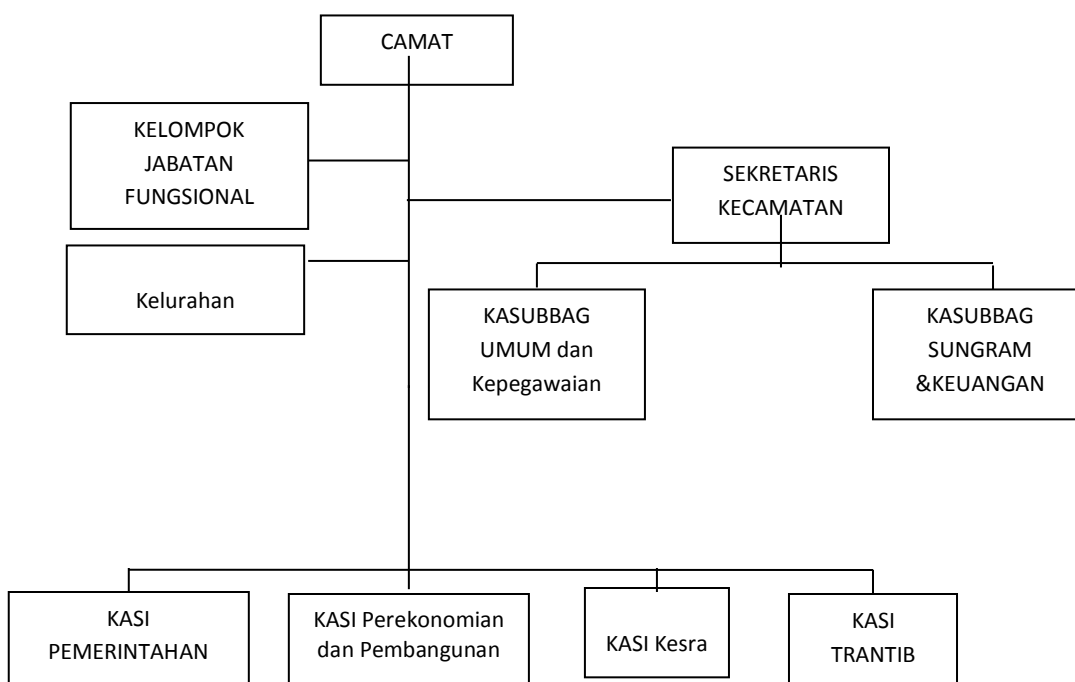 CAMAT
KELOMPOK
JABATAN
FUNGSIONAL
SEKRETARIS
KECAMATAN
Kelurahan
KASUBBAG
UMUM dan
Kepegawaian
KASUBBAG
SUNGRAM
&KEUANGAN
KASI
PEMERINTAHAN
KASI Perekonomian
dan Pembangunan
KASI Kesra
KASI
TRANTIB